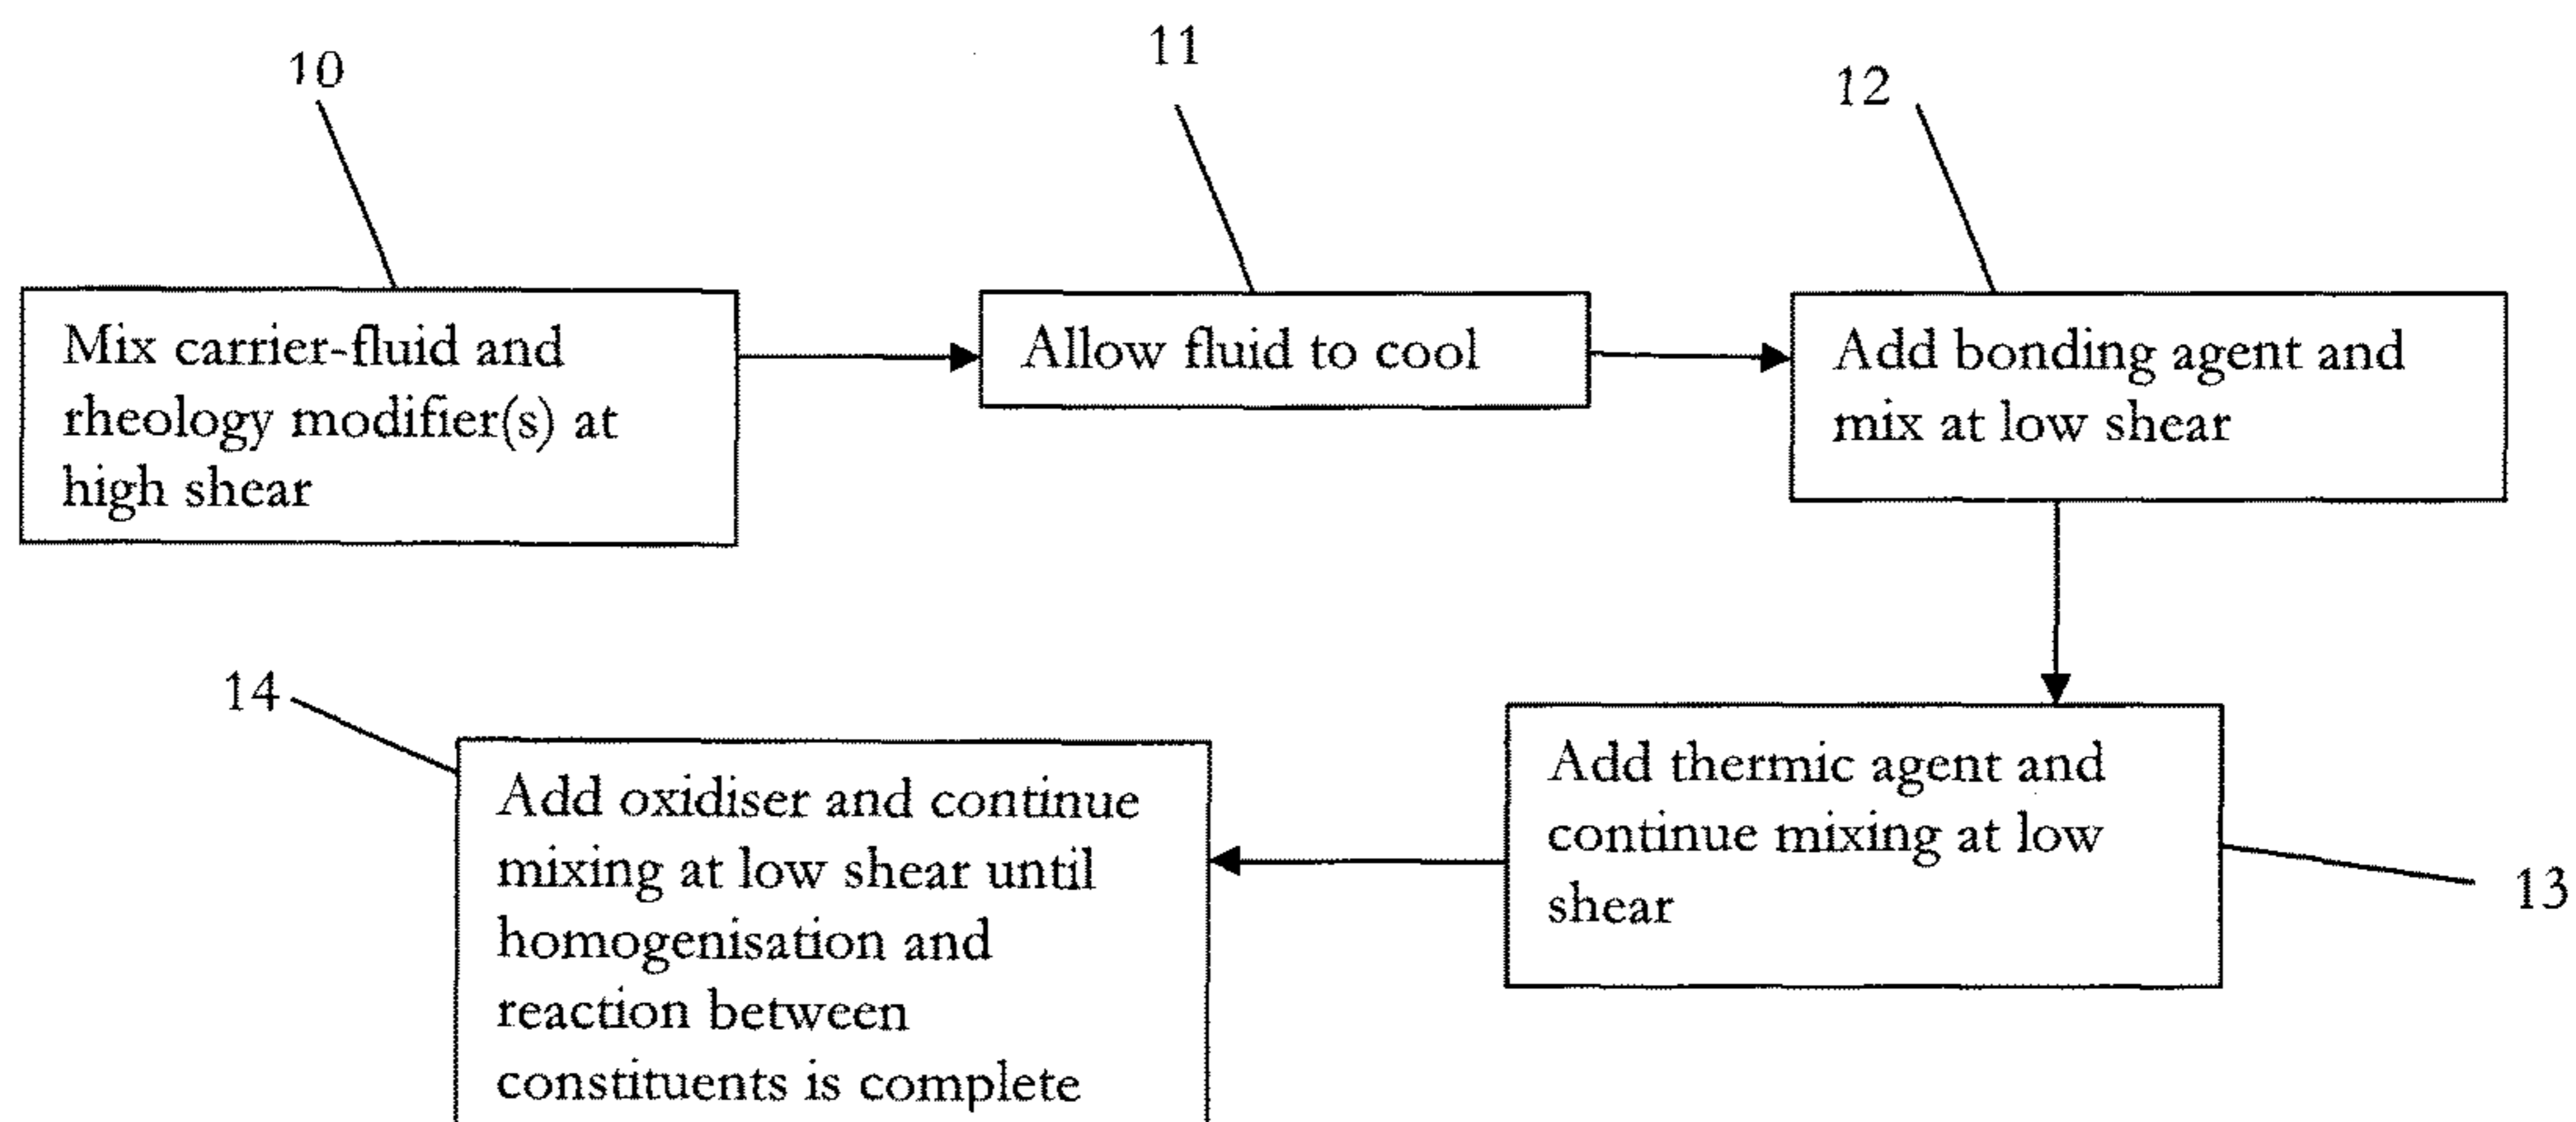 10
11
12
Mix carrier-fluid and
rheology modifier(s) at
high shear
Allow fluid to cool
Add bonding agent and
mix at low shear
14
Add oxidiser and continue
mixing at low shear until
homogenisation and
reaction between
constituents is complete
Add thermic agent and
continue mixing at low
shear
13